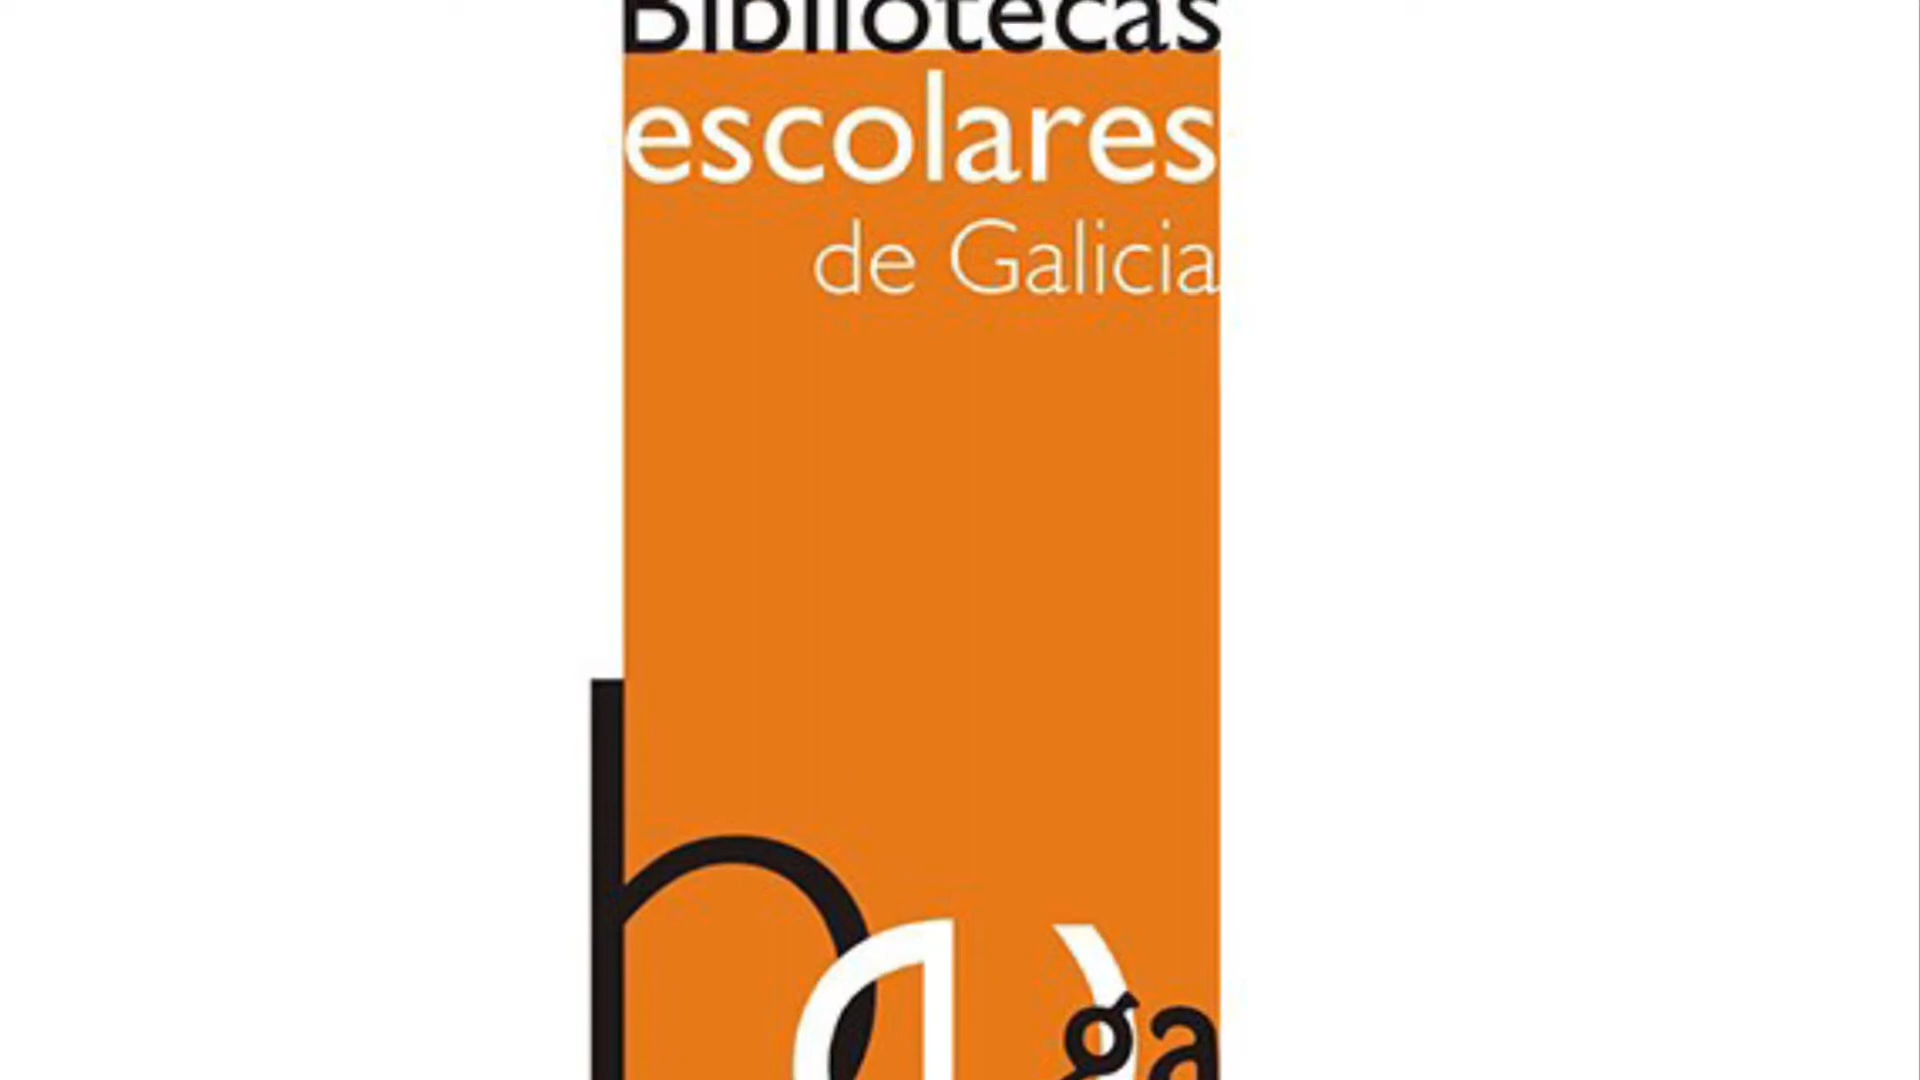 Bibliotecas
escolares
de Galicia
b
ga